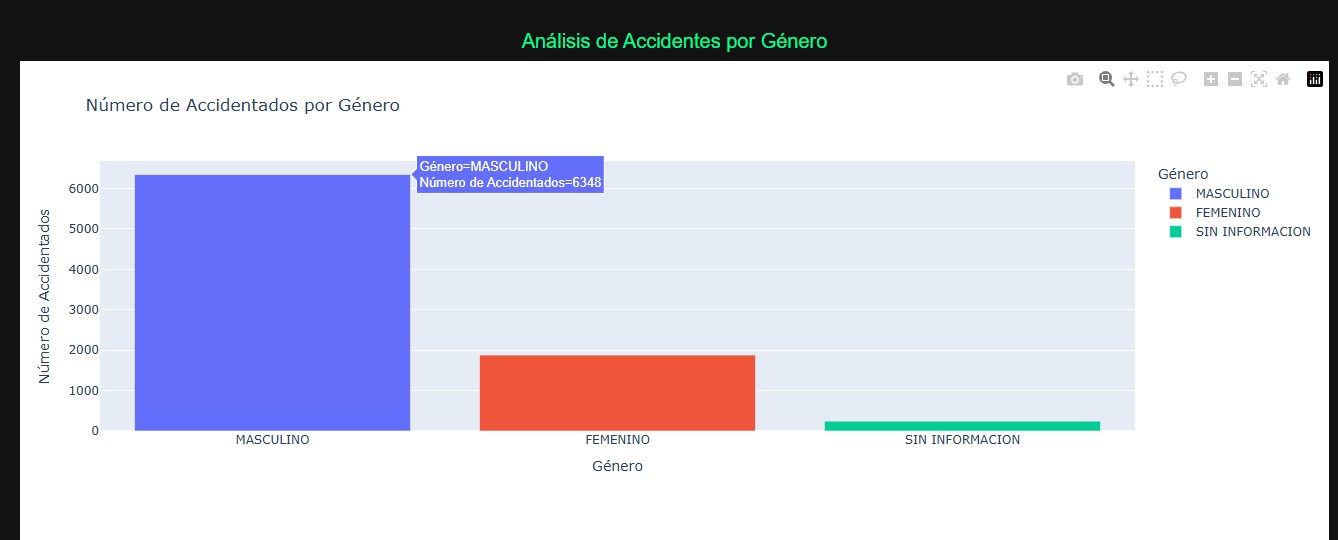 Análisis de Accidentes por Género
Número de Accidentados por Género
Género=MASCULINO
Número de Accidentados=6348
Número de Accidentados
6000
5000
4000
3000
2000
1000
0
MASCULINO
FEMENINO
SIN INFORMACION
Género
Género
MASCULINO
FEMENINO
SIN INFORMACION